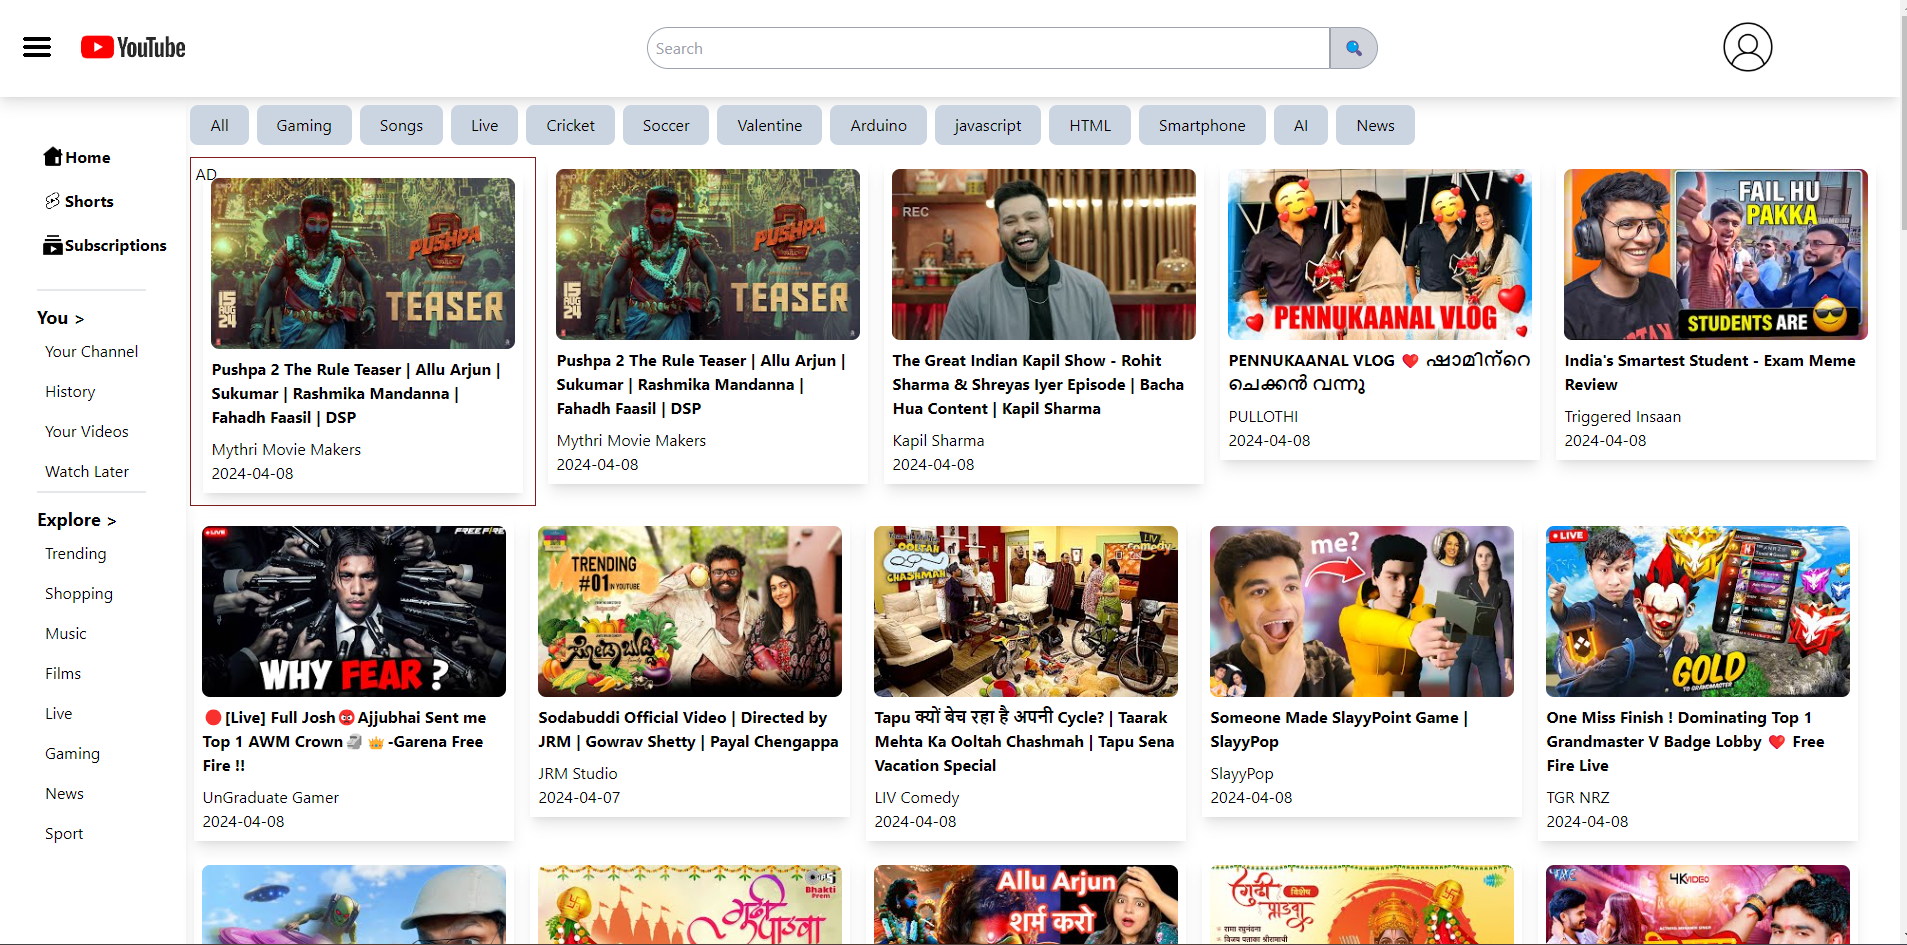 YouTube
Search
All Gaming Songs Live Cricket Soccer Valentine Arduino javascript HTML Smartphone AI News
Home
Shorts
Subscriptions
You >
Your Channel
History
Your Videos
Watch Later
Explore >
Trending
Shopping
Music
Films
Live
Gaming
News
Sport
AD
PUSHPA 2
15 AUG 24
TEASER
Pushpa 2 The Rule Teaser | Allu Arjun |
Sukumar | Rashmika Mandanna |
Fahadh Faasil | DSP
Mythri Movie Makers
2024-04-08
PUSHPA 2
15 AUG 24
TEASER
Pushpa 2 The Rule Teaser | Allu Arjun |
Sukumar | Rashmika Mandanna |
Fahadh Faasil | DSP
Mythri Movie Makers
2024-04-08
REC
The Great Indian Kapil Show - Rohit
Sharma & Shreyas Iyer Episode | Bacha
Hua Content | Kapil Sharma
Kapil Sharma
2024-04-08
PENNUKAANAL VLOG
PENNUKAANAL VLOG ❤️ ഷാമിന്റെ
ചെക്കൻ വന്നു
PULLOTHI
2024-04-08
FAIL HU
PAKKA
STUDENTS ARE
India's Smartest Student - Exam Meme
Review
Triggered Insaan
2024-04-08
LIVE
FREE FIRE
WHY FEAR ?
🔴[Live] Full Josh😡Ajjubhai Sent me
Top 1 AWM Crown🗿 👑 -Garena Free
Fire !!
UnGraduate Gamer
2024-04-08
TRENDING
#01 IN YOUTUBE
ಸೋಡಾಬುಡ್ಡಿ
Sodabuddi Official Video | Directed by
JRM | Gowrav Shetty | Payal Chengappa
JRM Studio
2024-04-07
OOLTAH
CHASHMAH
LIV
Comedy
Tapu क्यों बेच रहा है अपनी Cycle? | Taarak
Mehta Ka Ooltah Chashmah | Tapu Sena
Vacation Special
LIV Comedy
2024-04-08
me?
Someone Made SlayyPoint Game |
SlayyPop
SlayyPop
2024-04-08
LIVE
GOLD
TO GRANDMASTER
One Miss Finish ! Dominating Top 1
Grandmaster V Badge Lobby ❤️ Free
Fire Live
TGR NRZ
2024-04-08
Bhakti
Prem
गुढी
पाडवा
Allu Arjun
शर्म करो
गुढी
पाडवा
विशेष
रामा रघुनंदना
4K VIDEO